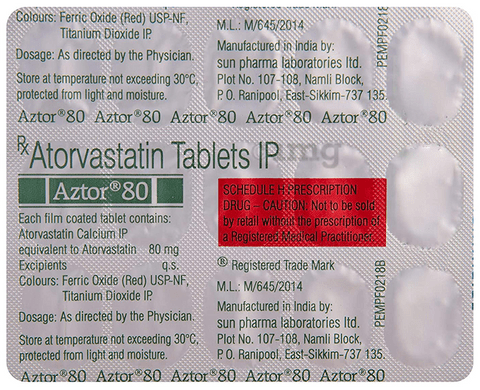 Colours: Ferric Oxide (Red) USP-NF,
Titanium Dioxide IP.
Dosage: As directed by the Physician.
Store at temperature not exceeding 30°C,
protected from light and moisture.
Registered Trade Mark
M.L.: M/645/2014
Manufactured in India by:
sun pharma laboratories ltd.
Plot No. 107-108, Namli Block,
P. O. Ranipool, East-Sikkim-737 135.
PEMPF0218
Aztor®80 Aztor®80 Aztor®80 Aztor®80 Aztor®80
Rx Atorvastatin Tablets IP
Aztor®80
Each film coated tablet contains:
Atorvastatin Calcium IP
equivalent to Atorvastatin 80 mg
Excipients q.s.
Colours: Ferric Oxide (Red) USP-NF,
Titanium Dioxide IP.
Dosage: As directed by the Physician.
Store at temperature not exceeding 30°C,
protected from light and moisture.
SCHEDULE H PRESCRIPTION
DRUG – CAUTION: Not to be sold
by retail without the prescription of
a Registered Medical Practitioner.
® Registered Trade Mark
M.L.: M/645/2014
Manufactured in India by:
sun pharma laboratories ltd.
Plot No. 107-108, Namli Block,
P. O. Ranipool, East-Sikkim-737 135.
PEMPF0218B
Aztor®80 Aztor®80 Aztor®80 Aztor®80 Aztor®80